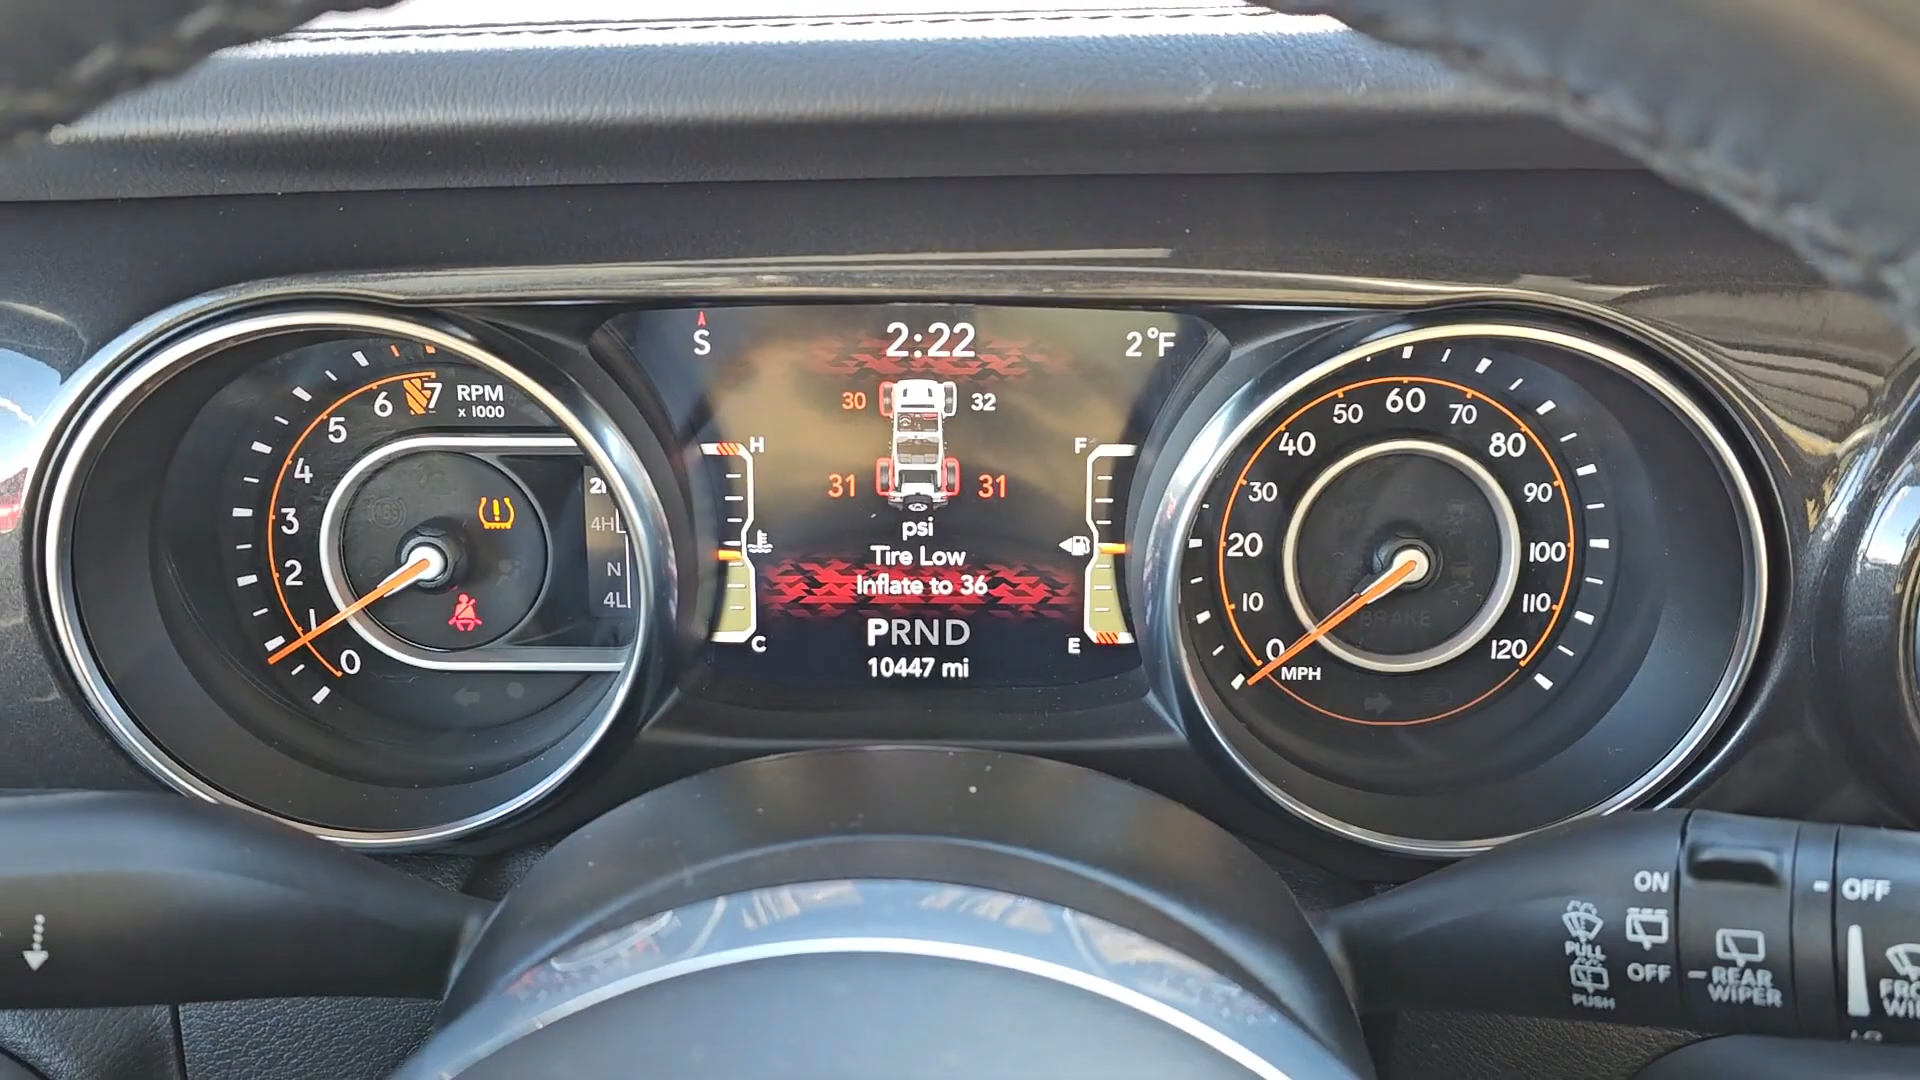 S
2:22
2°F
30
32
31
31
psi
Tire Low
Inflate to 36
PRND
10447 mi
H
C
F
E
7
6
5
4
3
2
1
0
RPM
x 1000
ABS
N
4L
0
10
20
30
40
50
60
70
80
90
100
110
120
MPH
BRAKE
ON
OFF
PULL
PUSH
REAR
WIPER
OFF